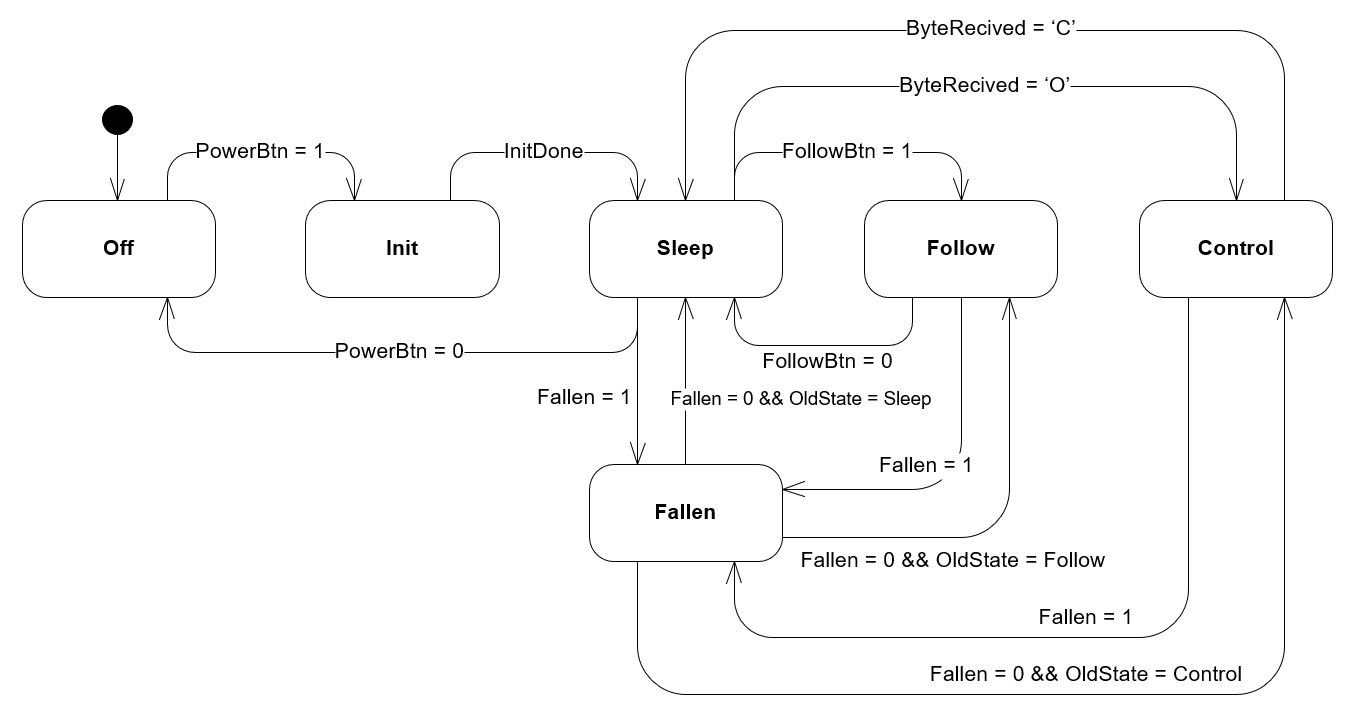 ByteRecived = ‘C’
ByteRecived = ‘O’
PowerBtn = 1
InitDone
FollowBtn = 1
Off
Init
Sleep
Follow
Control
PowerBtn = 0
FollowBtn = 0
Fallen = 1
Fallen = 0 && OldState = Sleep
Fallen = 1
Fallen
Fallen = 0 && OldState = Follow
Fallen = 1
Fallen = 0 && OldState = Control